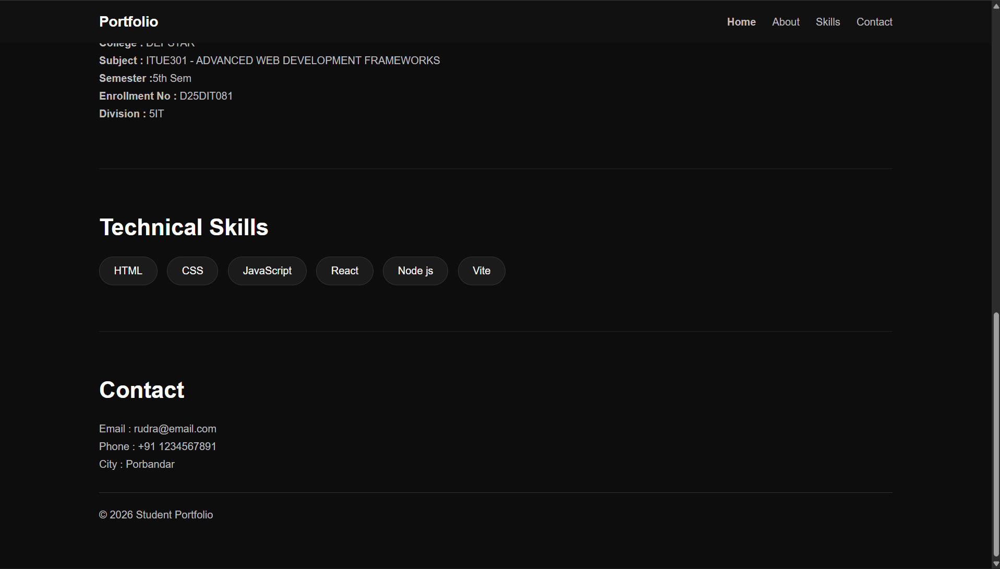 Portfolio
Home About Skills Contact
College : DEPSTAR
Subject : ITUE301 - ADVANCED WEB DEVELOPMENT FRAMEWORKS
Semester :5th Sem
Enrollment No : D25DIT081
Division : 5IT
Technical Skills
HTML CSS JavaScript React Node js Vite
Contact
Email : rudra@email.com
Phone : +91 1234567891
City : Porbandar
© 2026 Student Portfolio